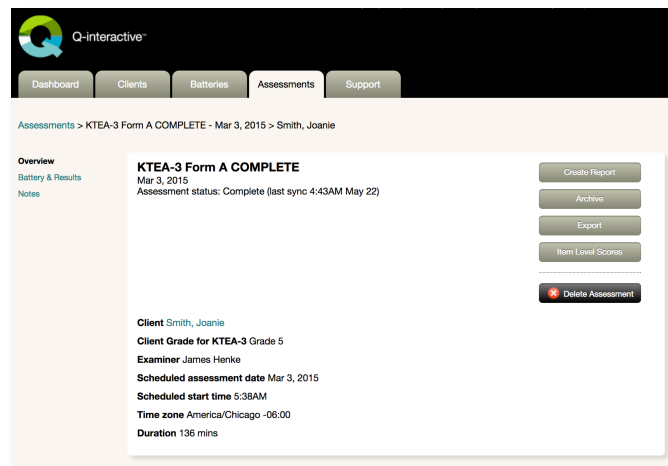 Q-interactive™
Dashboard
Clients
Batteries
Assessments
Support
Assessments > KTEA-3 Form A COMPLETE - Mar 3, 2015 > Smith, Joanie
Overview
Battery & Results
Notes
KTEA-3 Form A COMPLETE
Mar 3, 2015
Assessment status: Complete (last sync 4:43AM May 22)
Create Report
Archive
Export
Item Level Scores
Delete Assessment
Client Smith, Joanie
Client Grade for KTEA-3 Grade 5
Examiner James Henke
Scheduled assessment date Mar 3, 2015
Scheduled start time 5:38AM
Time zone America/Chicago -06:00
Duration 136 mins